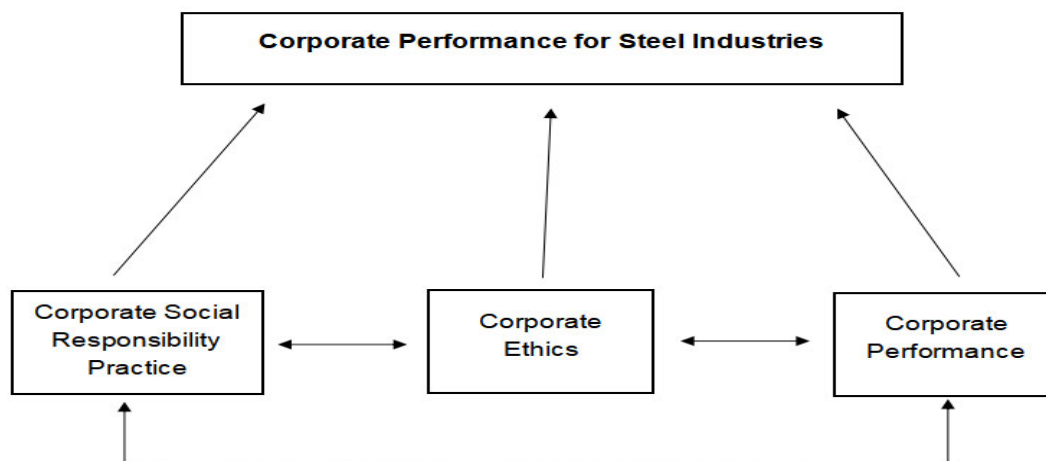 Corporate Performance for Steel Industries
Corporate Social
Responsibility
Practice
Corporate
Ethics
Corporate
Performance